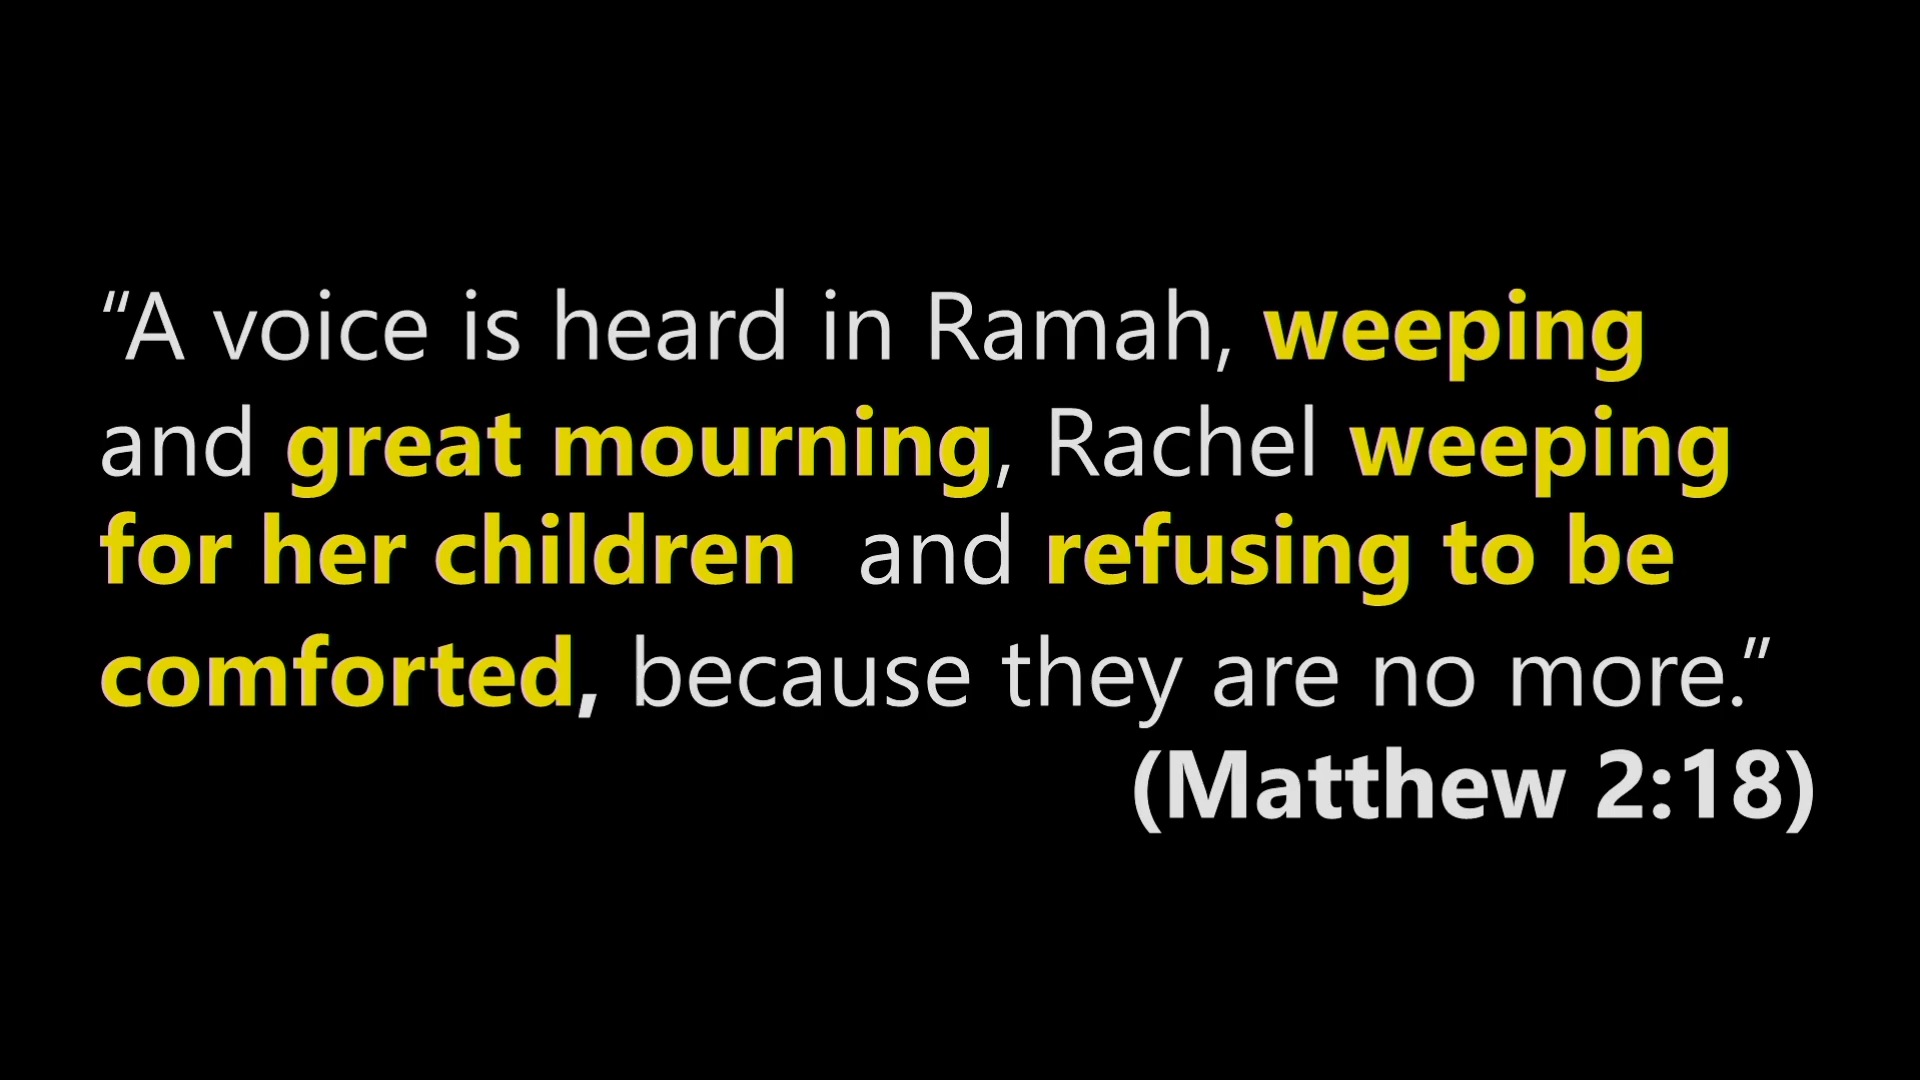 “A voice is heard in Ramah, weeping
and great mourning, Rachel weeping
for her children  and refusing to be
comforted, because they are no more.”
(Matthew 2:18)